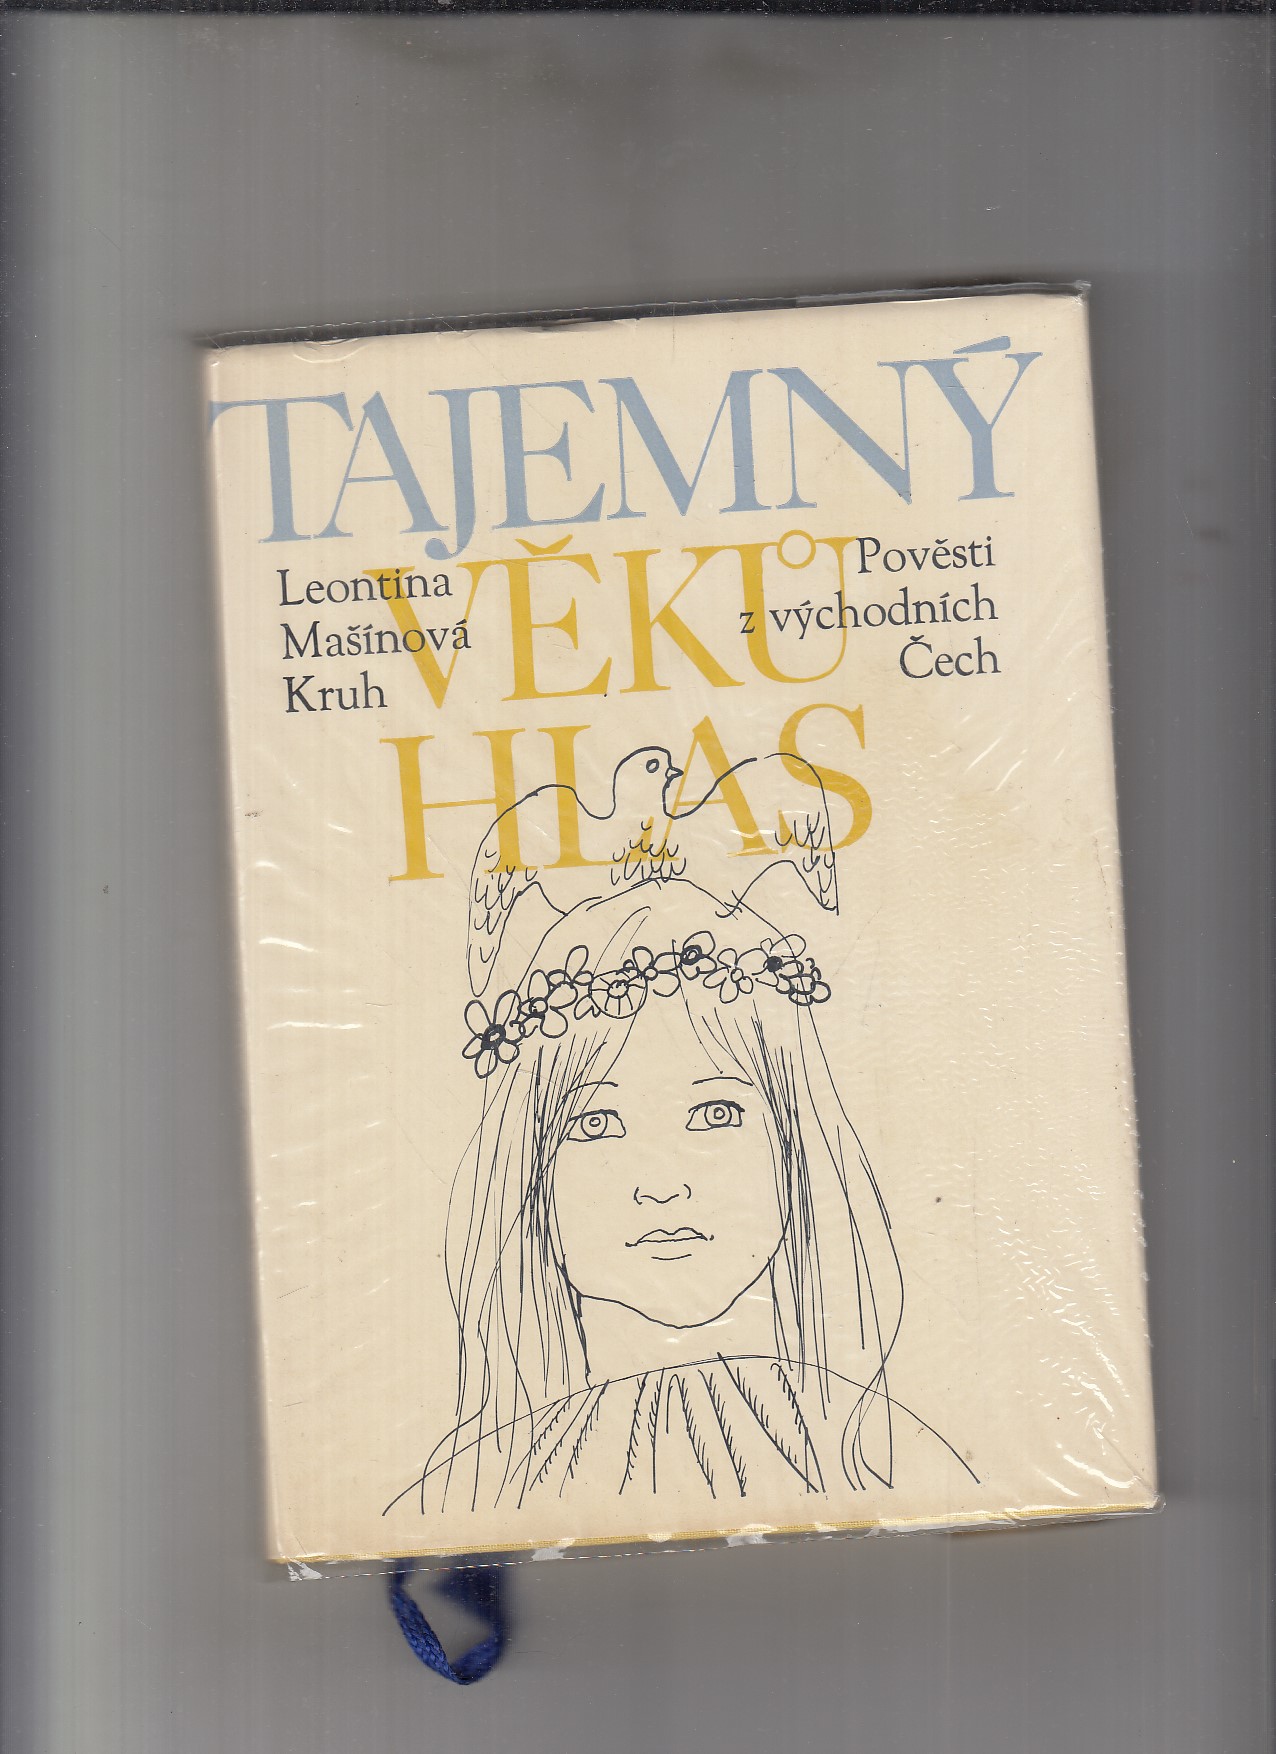 TAJEMNÝ
VĚKŮ
HLAS
Leontina
Mašínová
Kruh
Pověsti
z východních
Čech